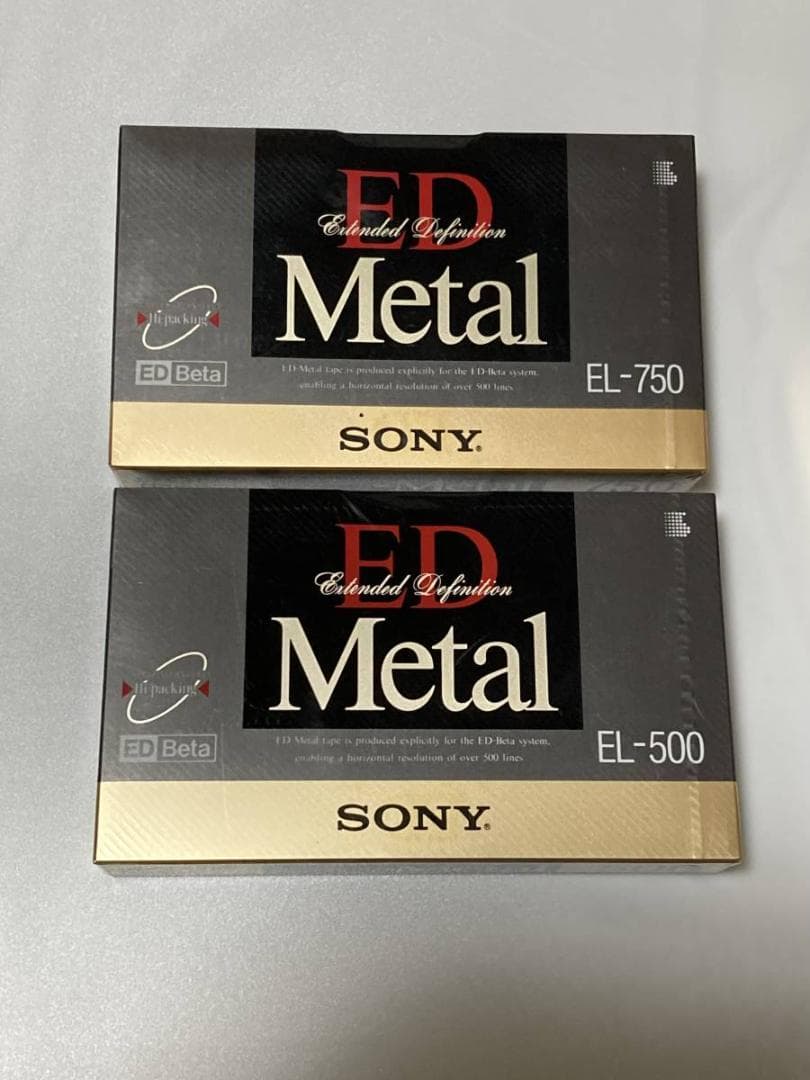 ED
Extended Definition
Metal
Hi-packing
ED Beta
ED-Metal tape is produced explicitly for the ED-Beta system,
enabling a horizontal resolution of over 500 lines
EL-750
SONY
ED
Extended Definition
Metal
Hi-packing
ED Beta
ED-Metal tape is produced explicitly for the ED-Beta system,
enabling a horizontal resolution of over 500 lines
EL-500
SONY